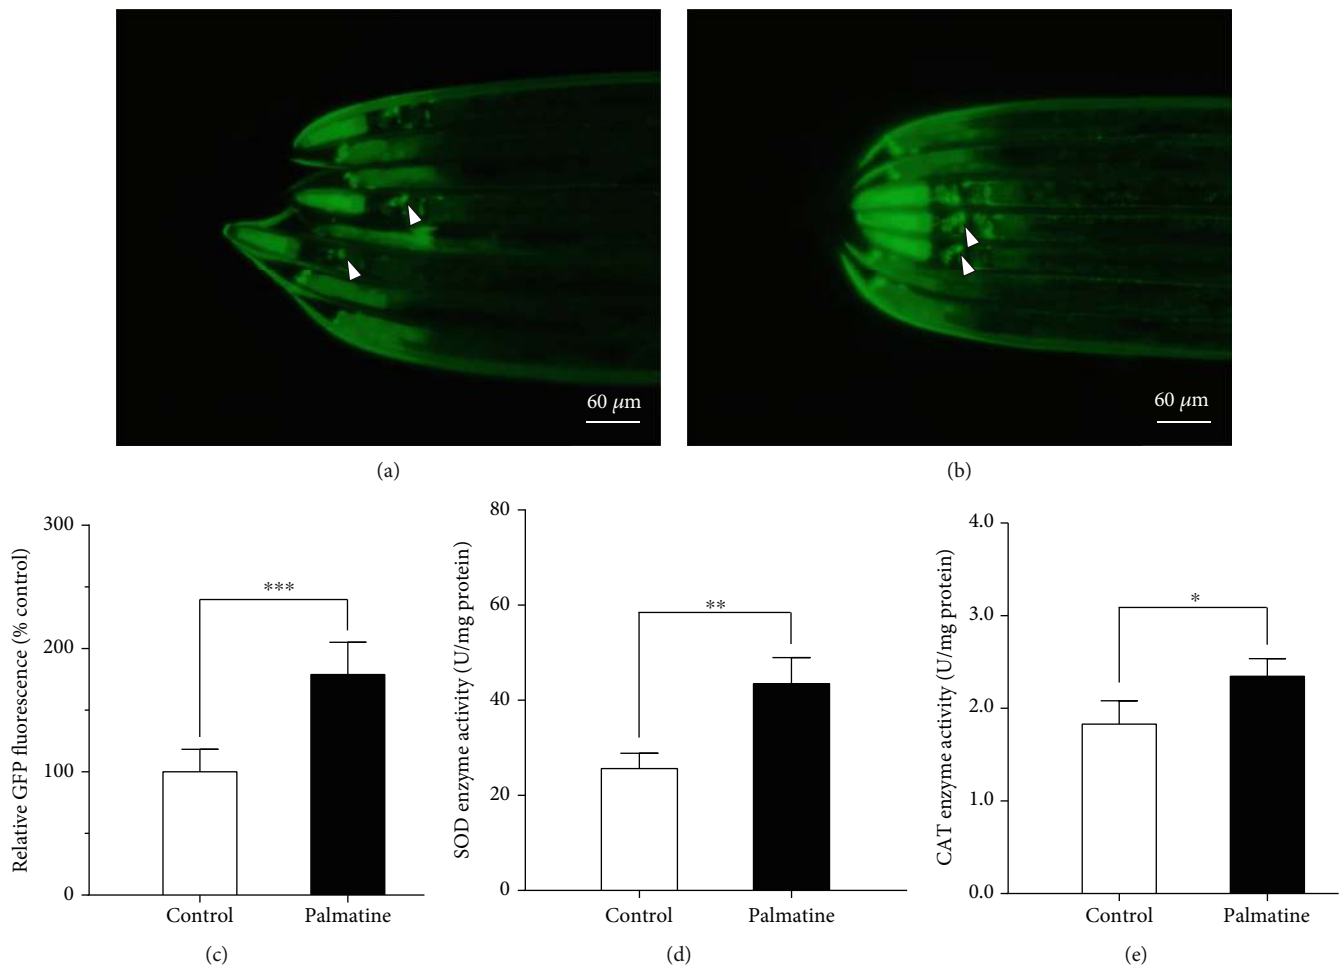 60 μm
60 μm
(a)
(b)
Relative GFP fluorescence (% control)
300
200
100
0
***
Control
Palmatine
(c)
SOD enzyme activity (U/mg protein)
80
60
40
20
0
**
Control
Palmatine
(d)
CAT enzyme activity (U/mg protein)
4.0
3.0
2.0
1.0
0.0
*
Control
Palmatine
(e)